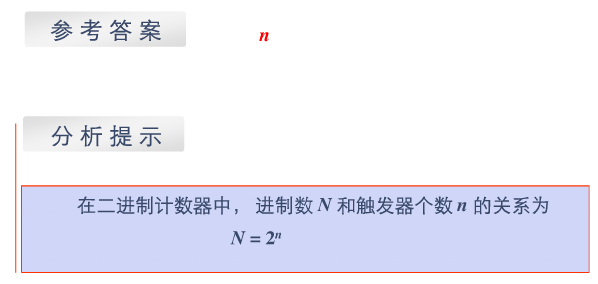 参考答案 n
分析提示
在二进制计数器中，进制数 N 和触发器个数 n 的关系为
N = 2ⁿ